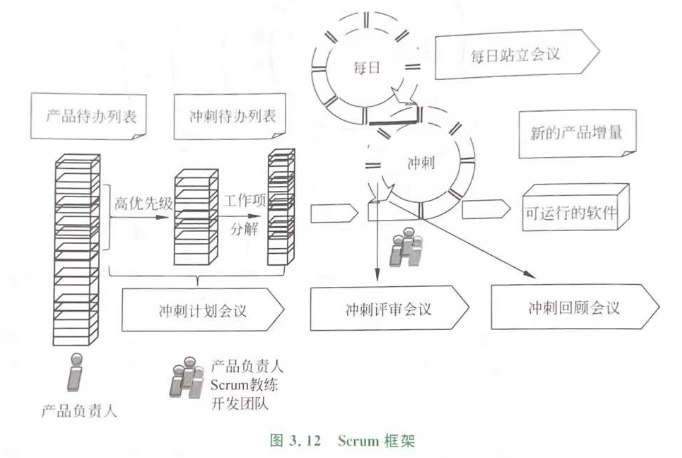 每日
每日站立会议
产品待办列表
冲刺待办列表
新的产品增量
冲刺
高优先级
工作项
分解
可运行的软件
冲刺计划会议
冲刺评审会议
冲刺回顾会议
产品负责人
产品负责人
Scrum教练
开发团队
图 3.12 Scrum 框架